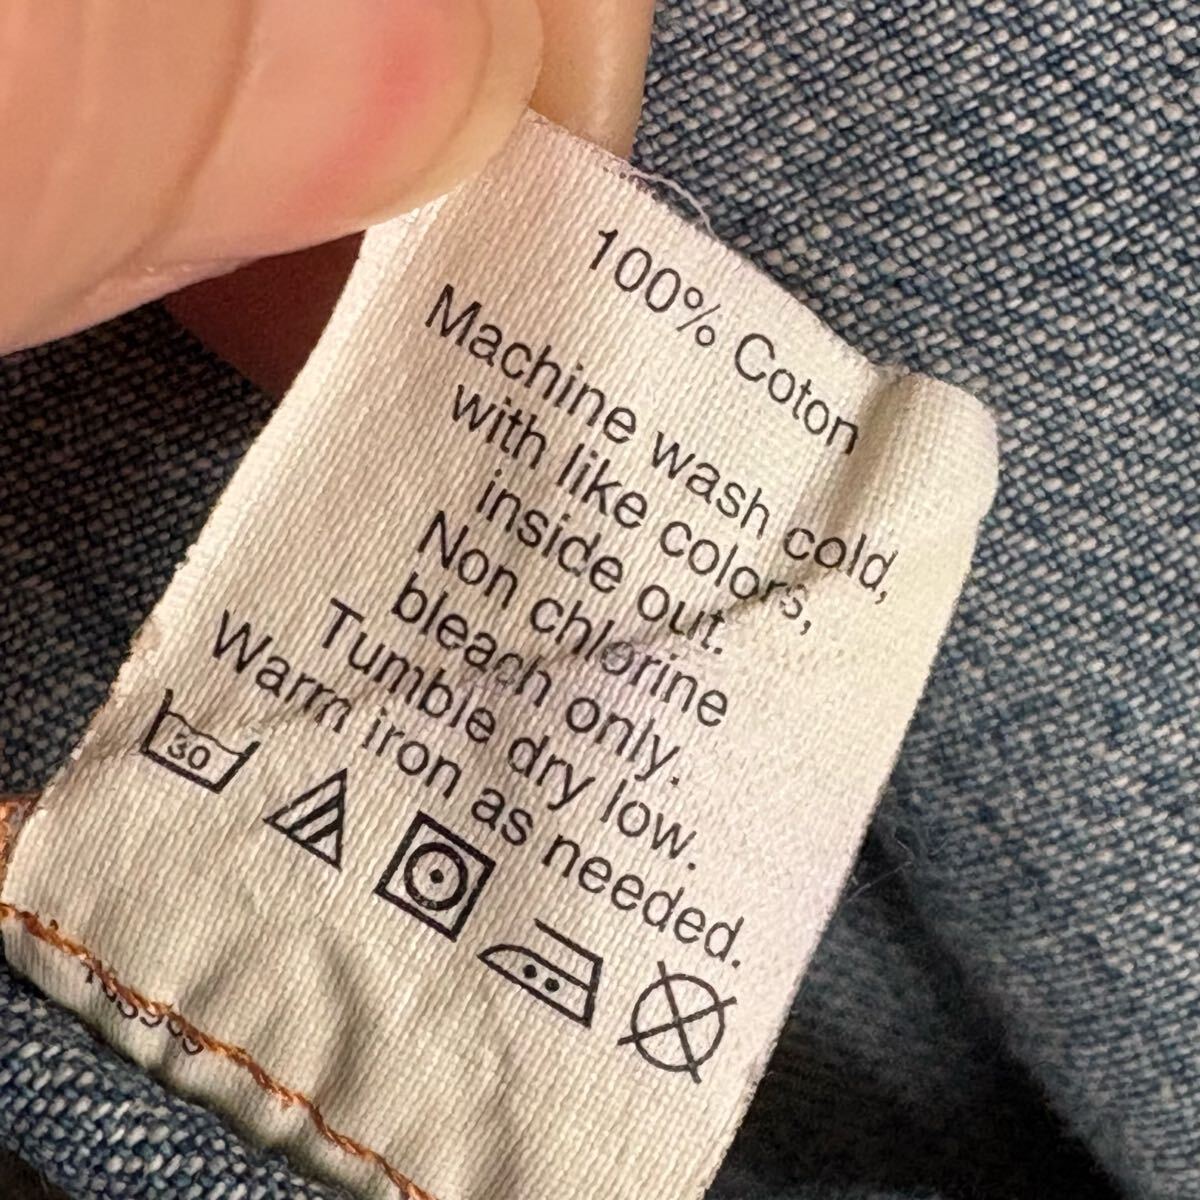 100% Coton
Machine wash cold,
with like colors,
inside out.
Non chlorine
bleach only.
Tumble dry low.
Warm iron as needed.
30